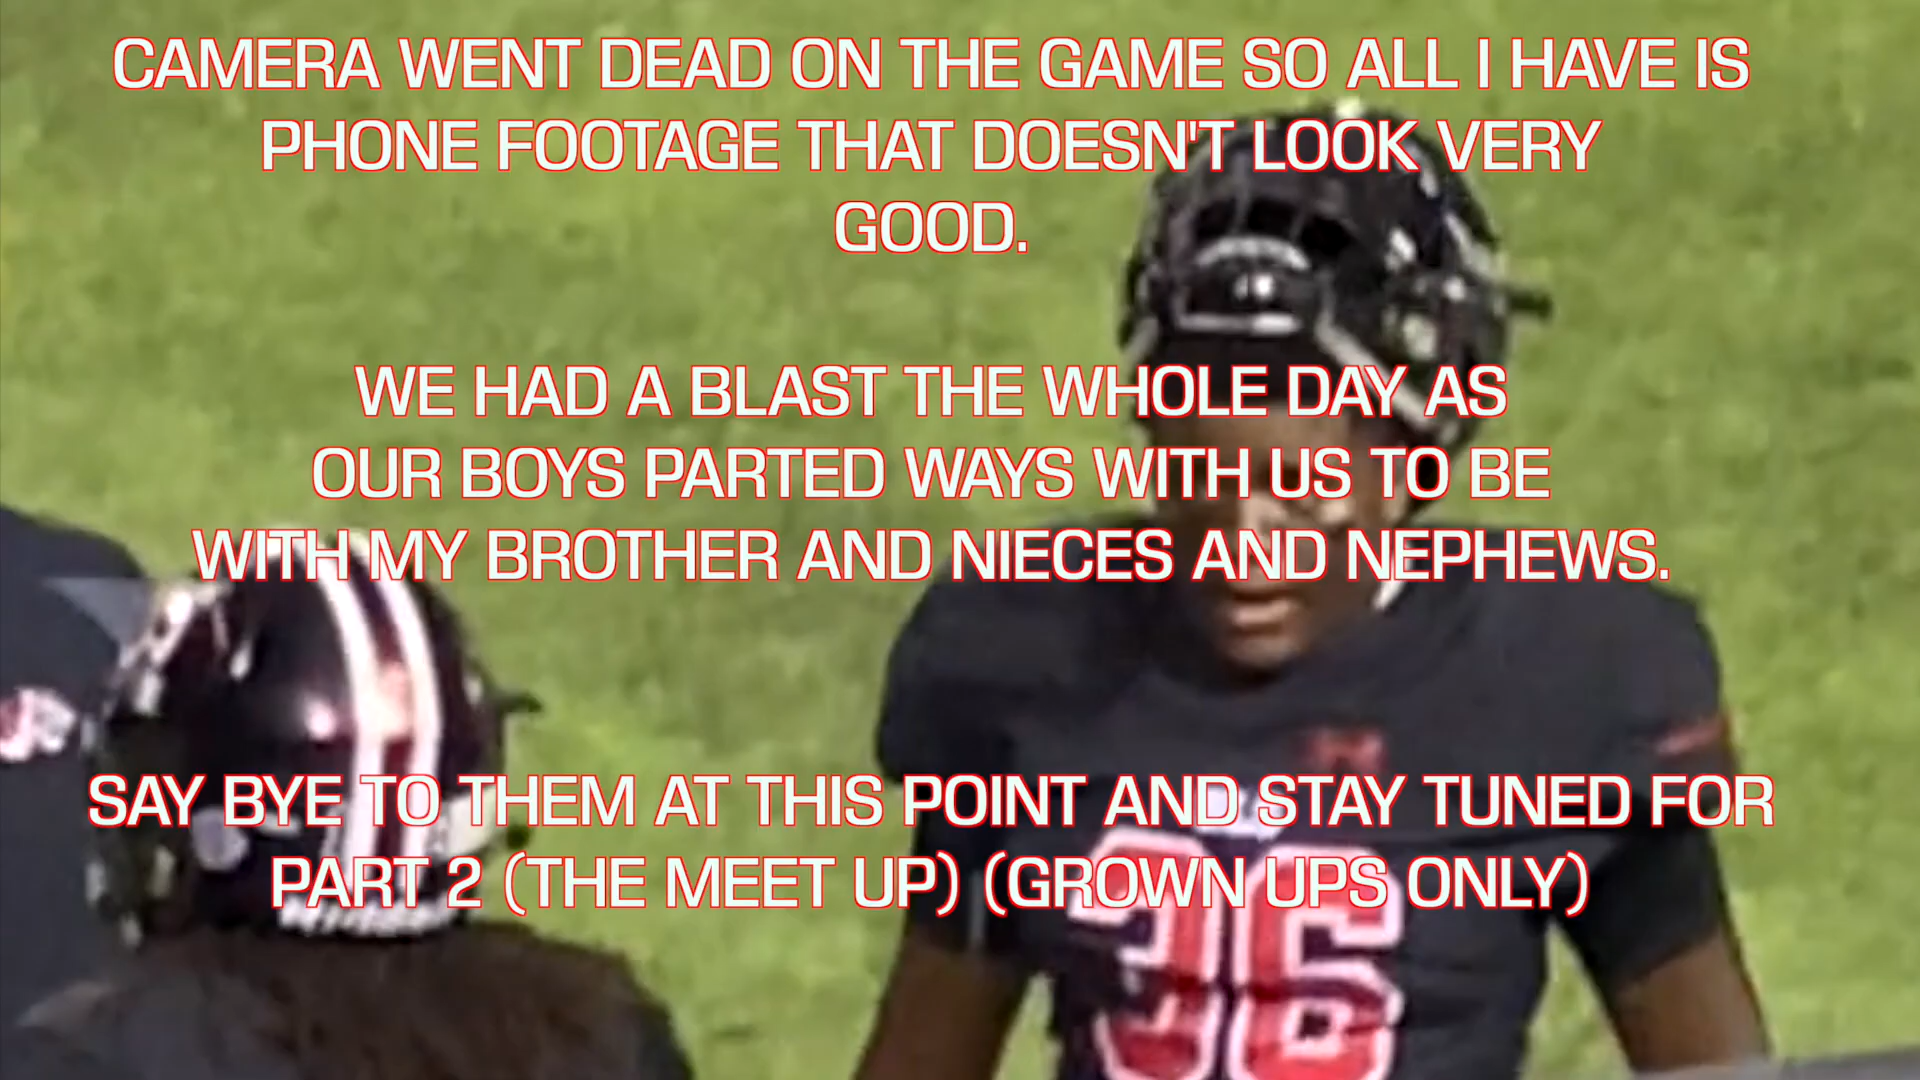 CAMERA WENT DEAD ON THE GAME SO ALL I HAVE IS
PHONE FOOTAGE THAT DOESN'T LOOK VERY
GOOD.
WE HAD A BLAST THE WHOLE DAY AS
OUR BOYS PARTED WAYS WITH US TO BE
WITH MY BROTHER AND NIECES AND NEPHEWS.
SAY BYE TO THEM AT THIS POINT AND STAY TUNED FOR
PART 2 (THE MEET UP) (GROWN UPS ONLY)
36